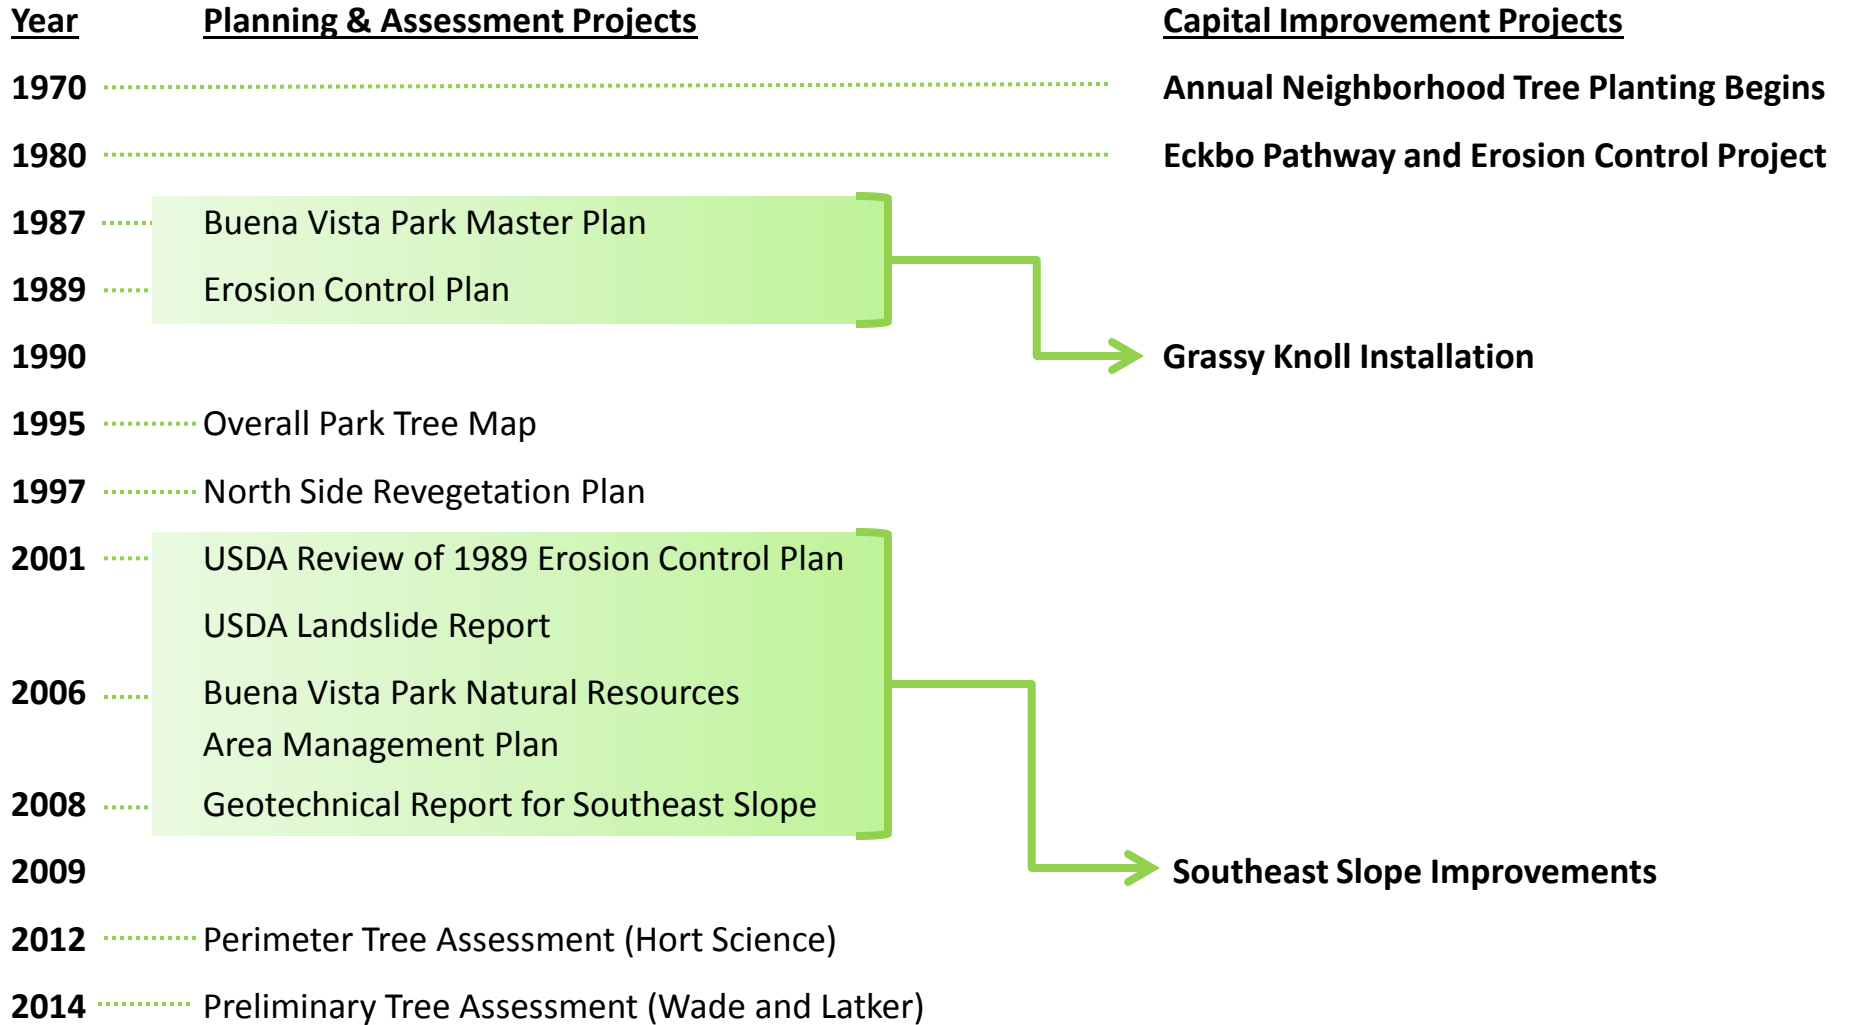 Year Planning & Assessment Projects Capital Improvement Projects
1970 Annual Neighborhood Tree Planting Begins
1980 Eckbo Pathway and Erosion Control Project
1987 Buena Vista Park Master Plan
1989 Erosion Control Plan
1990 Grassy Knoll Installation
1995 Overall Park Tree Map
1997 North Side Revegetation Plan
2001 USDA Review of 1989 Erosion Control Plan
USDA Landslide Report
2006 Buena Vista Park Natural Resources
Area Management Plan
2008 Geotechnical Report for Southeast Slope
2009 Southeast Slope Improvements
2012 Perimeter Tree Assessment (Hort Science)
2014 Preliminary Tree Assessment (Wade and Latker)